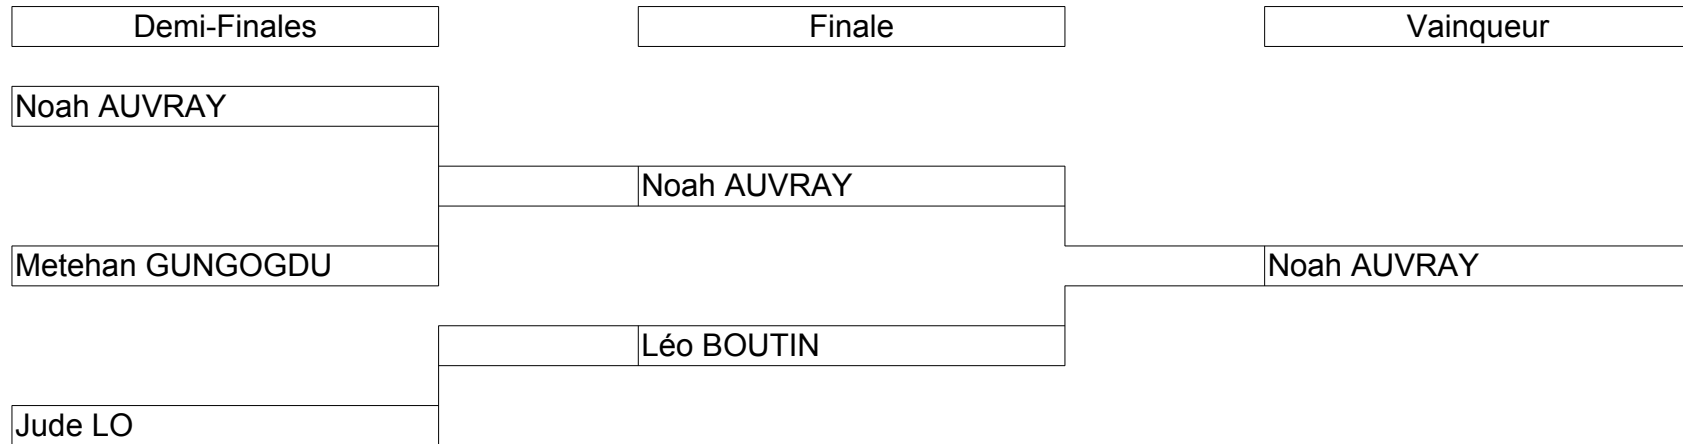 Demi-Finales Finale Vainqueur
Noah AUVRAY
Noah AUVRAY
Metehan GUNGOGDU Noah AUVRAY
Léo BOUTIN
Jude LO